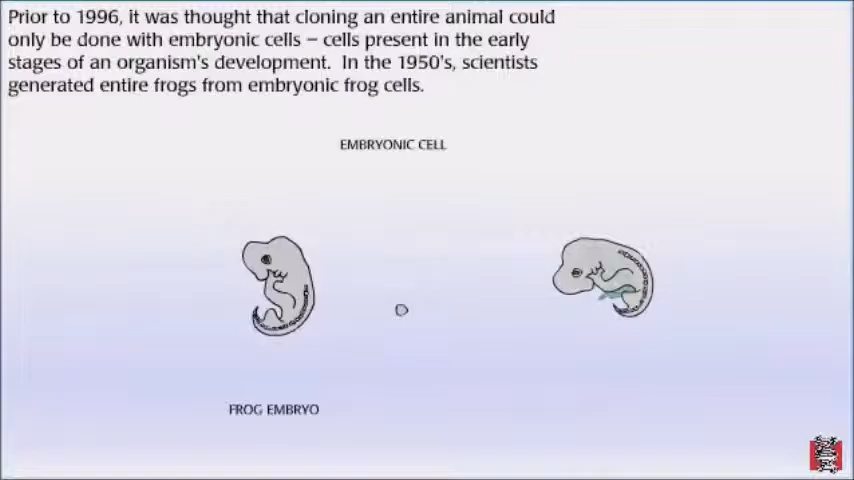 Prior to 1996, it was thought that cloning an entire animal could
only be done with embryonic cells – cells present in the early
stages of an organism's development.  In the 1950's, scientists
generated entire frogs from embryonic frog cells.
EMBRYONIC CELL
FROG EMBRYO